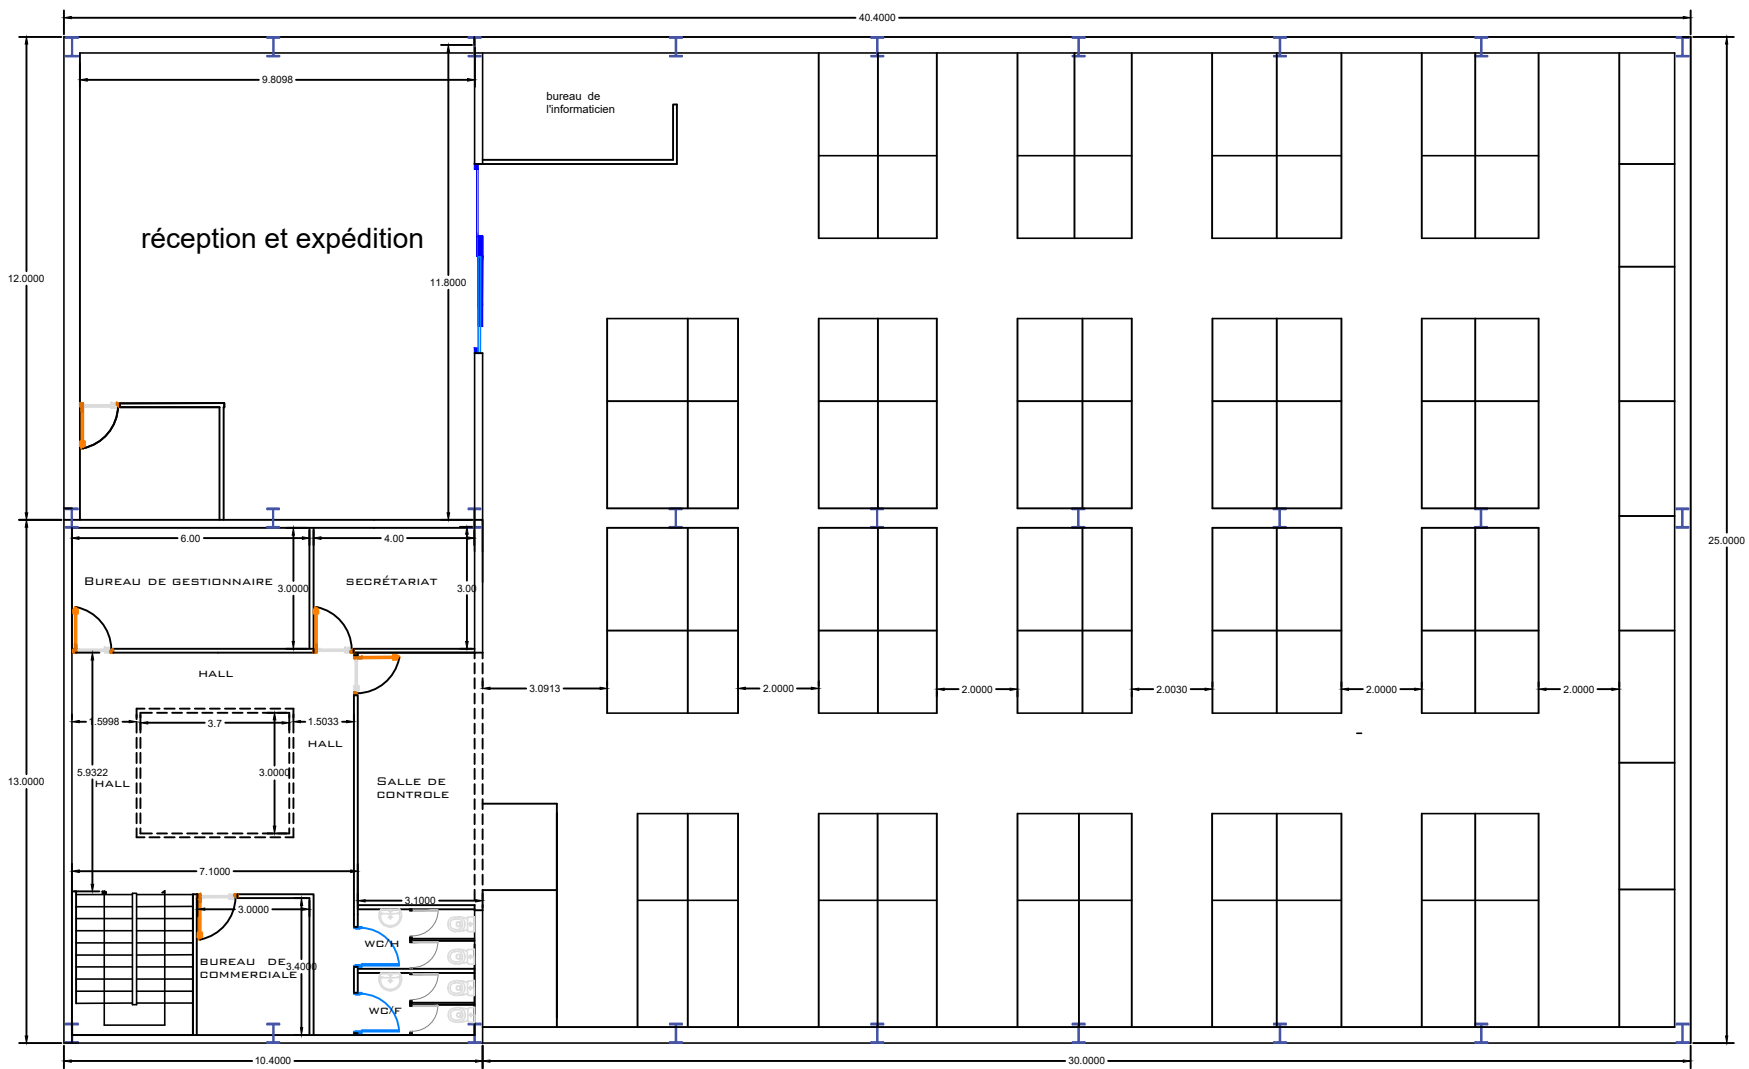 40.4000
9.8098
bureau de
l'informaticien
réception et expédition
12.0000
11.8000
6.00
4.00
25.0000
BUREAU DE GESTIONNAIRE
3.0000
SECRÉTARIAT
3.00
HALL
3.0913
2.0000
2.0000
2.0030
2.0000
2.0000
1.5998
3.7
1.5033
HALL
5.9322
3.0000
HALL
13.0000
SALLE DE
CONTROLE
7.1000
3.1000
3.0000
WC/H
BUREAU DE
COMMERCIALE
3.4000
WC/F
10.4000
30.0000